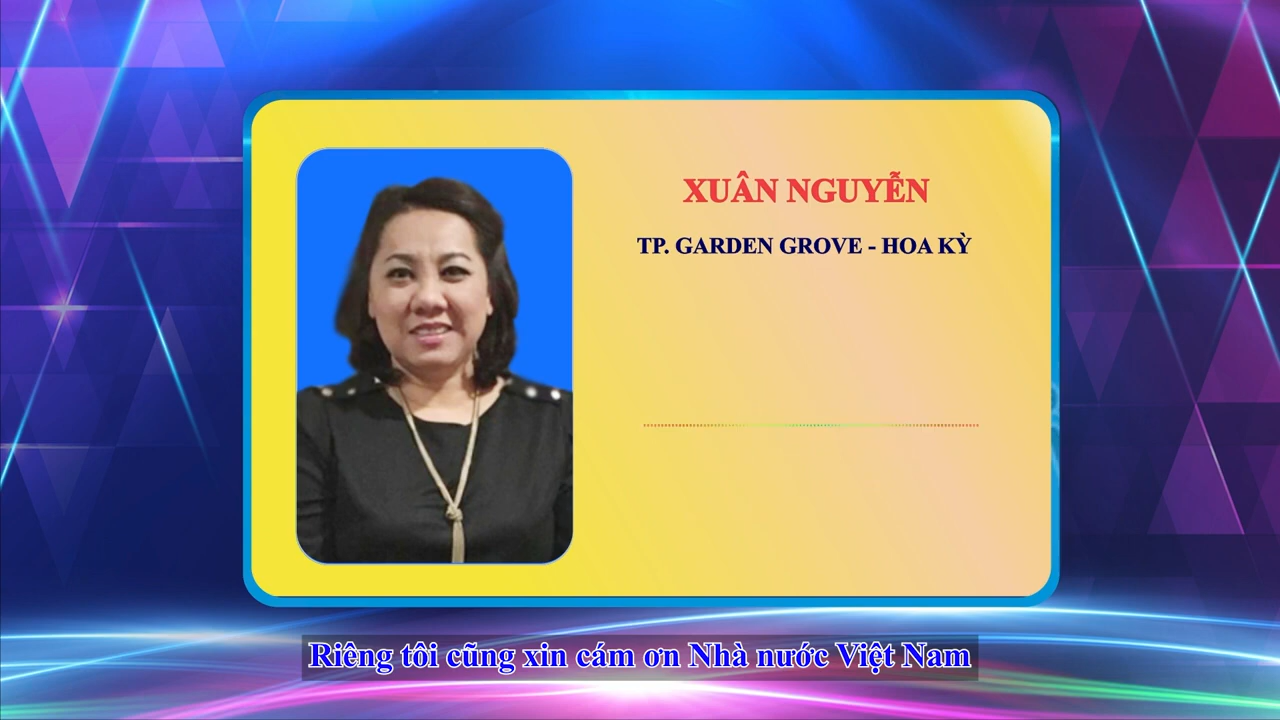 XUÂN NGUYỄN
TP. GARDEN GROVE - HOA KỲ
Riêng tôi cũng xin cám ơn Nhà nước Việt Nam